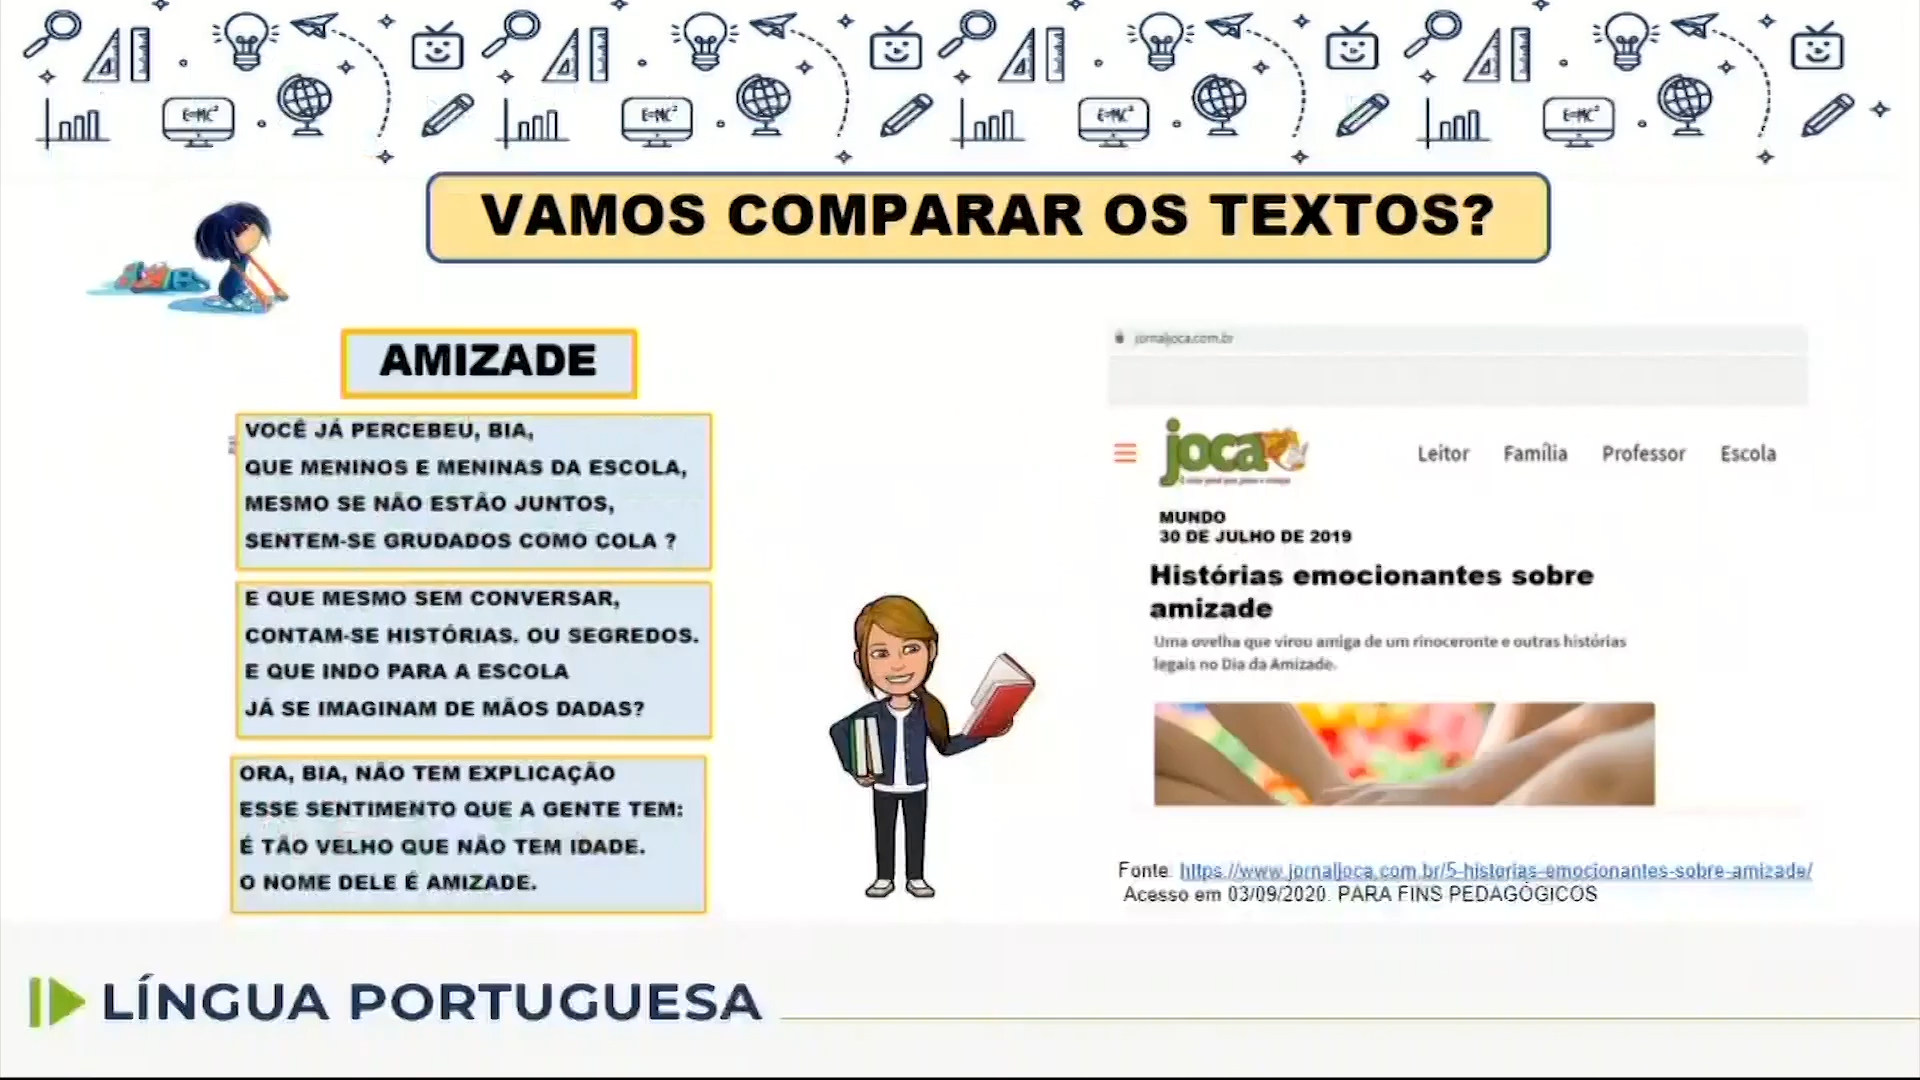 E=MC²
E=MC²
E=MC²
E=MC²
VAMOS COMPARAR OS TEXTOS?
AMIZADE
VOCÊ JÁ PERCEBEU, BIA,
QUE MENINOS E MENINAS DA ESCOLA,
MESMO SE NÃO ESTÃO JUNTOS,
SENTEM-SE GRUDADOS COMO COLA ?
E QUE MESMO SEM CONVERSAR,
CONTAM-SE HISTÓRIAS. OU SEGREDOS.
E QUE INDO PARA A ESCOLA
JÁ SE IMAGINAM DE MÃOS DADAS?
ORA, BIA, NÃO TEM EXPLICAÇÃO
ESSE SENTIMENTO QUE A GENTE TEM:
É TÃO VELHO QUE NÃO TEM IDADE.
O NOME DELE É AMIZADE.
jornaljoca.com.br
joca
Leitor Família Professor Escola
MUNDO
30 DE JULHO DE 2019
Histórias emocionantes sobre
amizade
Uma ovelha que virou amiga de um rinoceronte e outras histórias
legais no Dia da Amizade.
Fonte: https://www.jornaljoca.com.br/5-historias-emocionantes-sobre-amizade/
Acesso em 03/09/2020. PARA FINS PEDAGÓGICOS
LÍNGUA PORTUGUESA